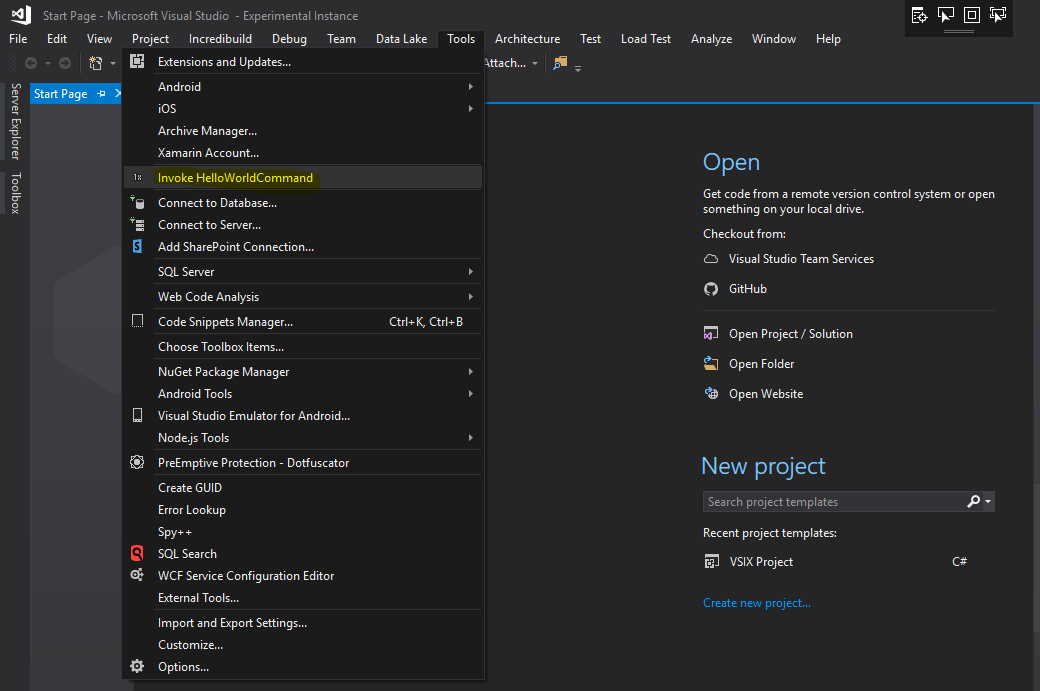 Start Page - Microsoft Visual Studio - Experimental Instance
File Edit View Project Incredibuild Debug Team Data Lake Tools Architecture Test Load Test Analyze Window Help
Attach...
Server Explorer
Toolbox
Start Page
Extensions and Updates...
Android
iOS
Archive Manager...
Xamarin Account...
1x Invoke HelloWorldCommand
Connect to Database...
Connect to Server...
Add SharePoint Connection...
SQL Server
Web Code Analysis
Code Snippets Manager... Ctrl+K, Ctrl+B
Choose Toolbox Items...
NuGet Package Manager
Android Tools
Visual Studio Emulator for Android...
Node.js Tools
PreEmptive Protection - Dotfuscator
Create GUID
Error Lookup
Spy++
SQL Search
WCF Service Configuration Editor
External Tools...
Import and Export Settings...
Customize...
Options...
Open
Get code from a remote version control system or open
something on your local drive.
Checkout from:
Visual Studio Team Services
GitHub
Open Project / Solution
Open Folder
Open Website
New project
Search project templates
Recent project templates:
VSIX Project C#
Create new project...